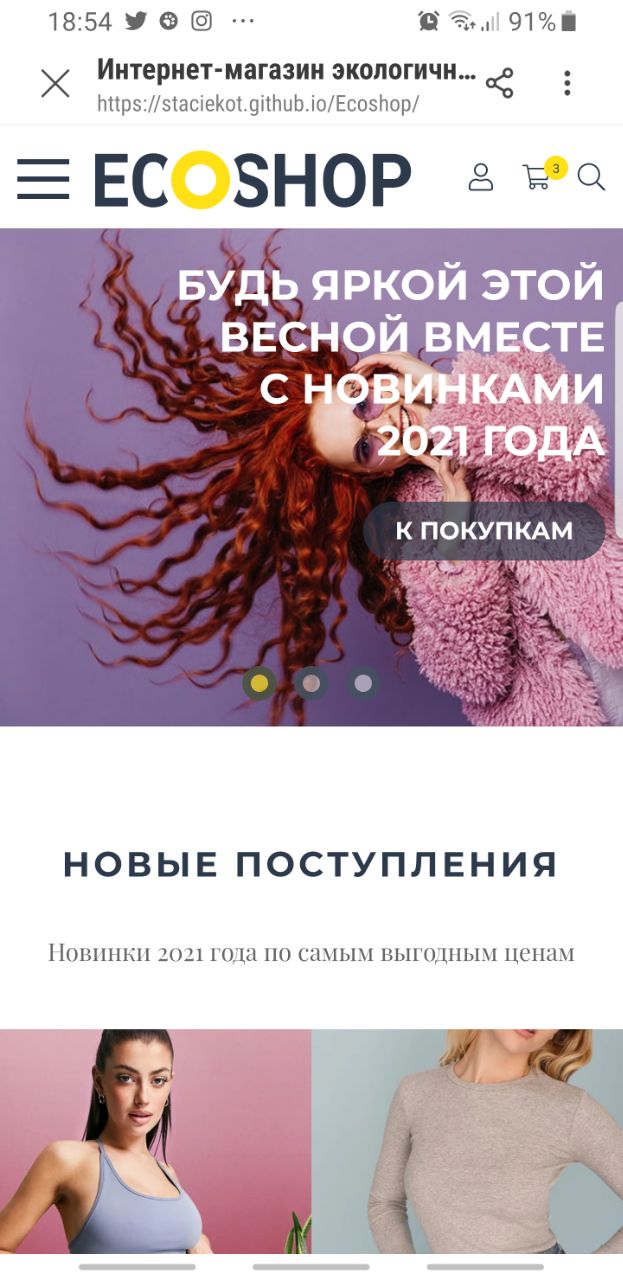 18:54
91%
Интернет-магазин экологичн...
https://staciekot.github.io/Ecoshop/
ECOSHOP
3
БУДЬ ЯРКОЙ ЭТОЙ
ВЕСНОЙ ВМЕСТЕ
С НОВИНКАМИ
2021 ГОДА
К ПОКУПКАМ
НОВЫЕ ПОСТУПЛЕНИЯ
Новинки 2021 года по самым выгодным ценам